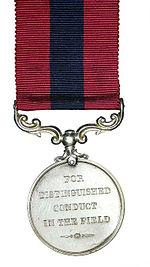 FOR
DISTINGUISHED
CONDUCT
IN THE FIELD